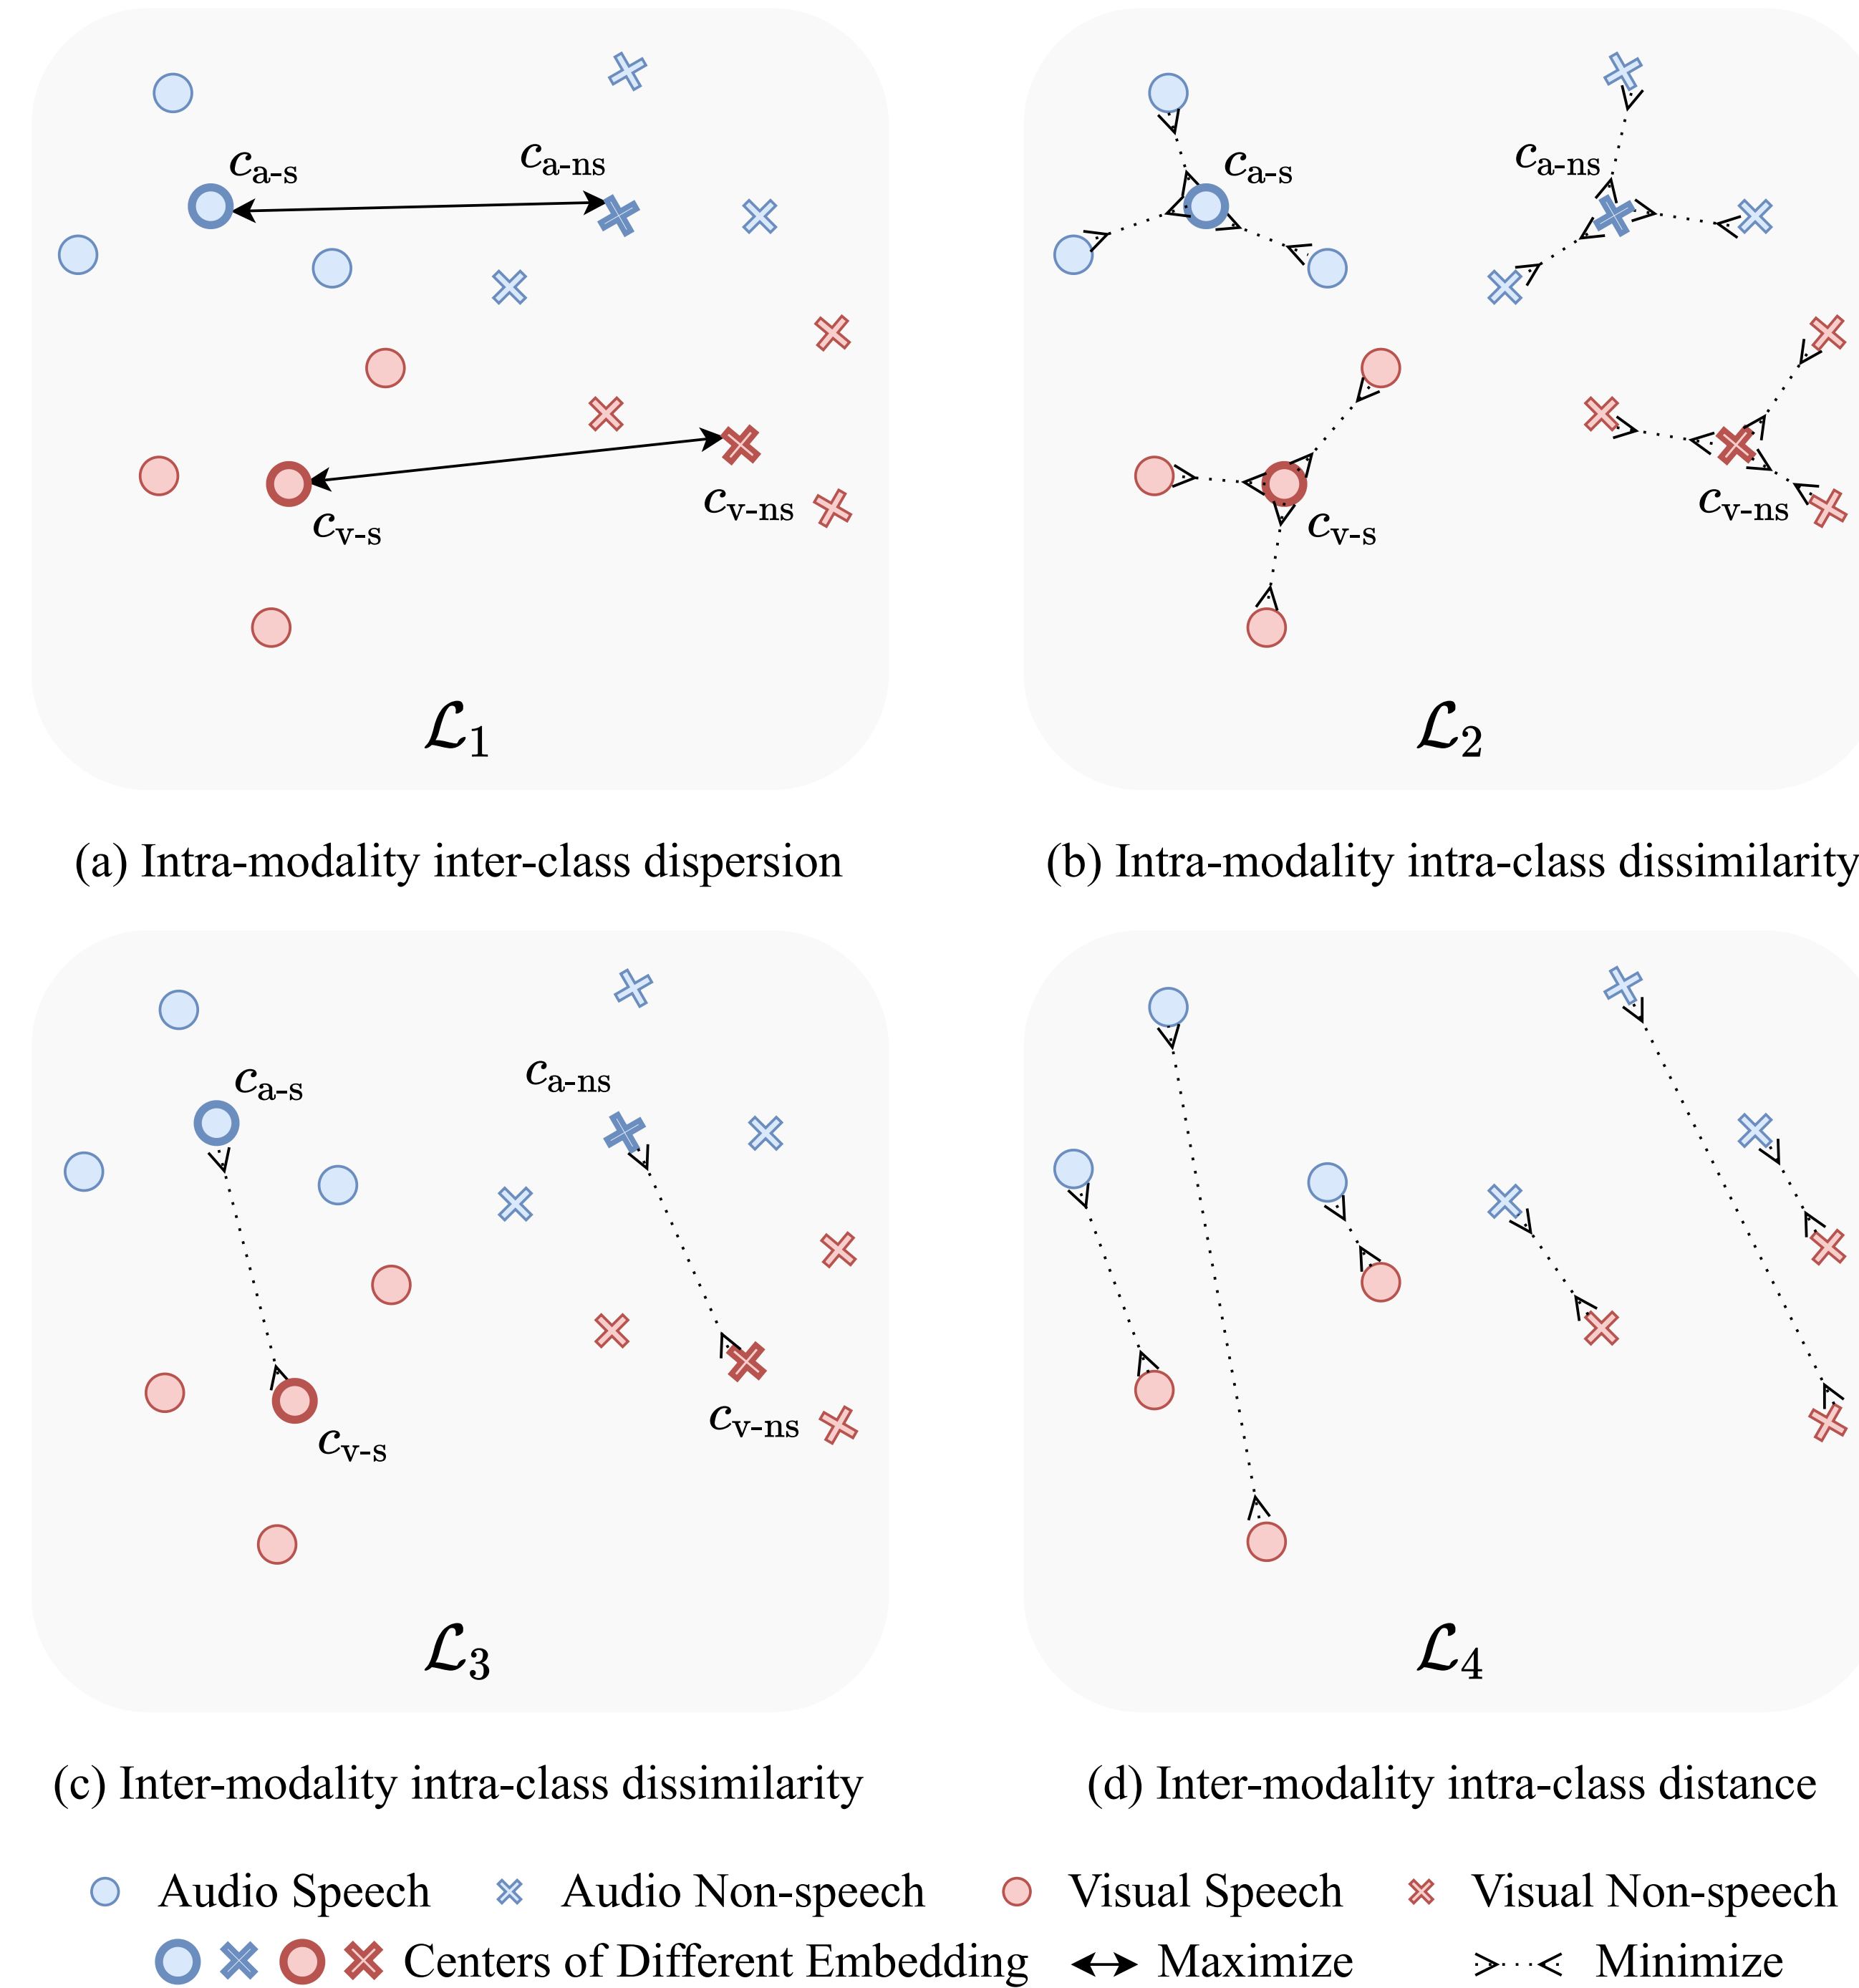 c_a-s c_a-ns
c_v-s c_v-ns
ℒ_1
c_a-s c_a-ns
c_v-s c_v-ns
ℒ_2
(a) Intra-modality inter-class dispersion
(b) Intra-modality intra-class dissimilarity
c_a-s c_a-ns
c_v-s c_v-ns
ℒ_3
ℒ_4
(c) Inter-modality intra-class dissimilarity
(d) Inter-modality intra-class distance
Audio Speech Audio Non-speech Visual Speech Visual Non-speech
Centers of Different Embedding Maximize Minimize